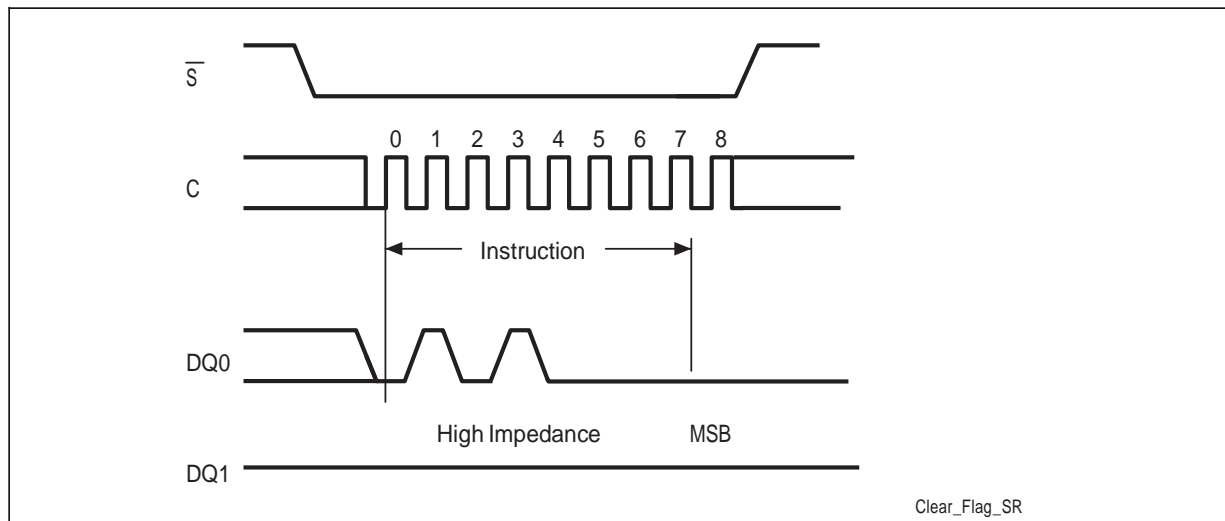 S̅
0 1 2 3 4 5 6 7 8
C
Instruction
DQ0
High Impedance MSB
DQ1
Clear_Flag_SR